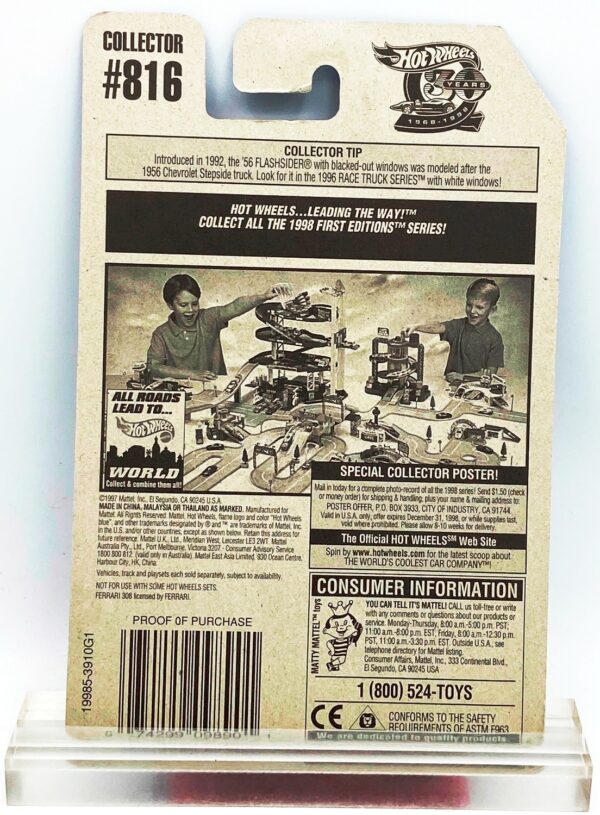 COLLECTOR
#816
Hot Wheels
30
YEARS
1968-1998
COLLECTOR TIP
Introduced in 1992, the '56 FLASHSIDER® with blacked-out windows was modeled after the
1956 Chevrolet Stepside truck. Look for it in the 1996 RACE TRUCK SERIES™ with white windows!
HOT WHEELS...LEADING THE WAY!™
COLLECT ALL THE 1998 FIRST EDITIONS™ SERIES!
ALL ROADS
LEAD TO...
Hot Wheels
WORLD
Collect & combine them all!
©1997 Mattel, Inc., El Segundo, CA 90245 U.S.A.
MADE IN CHINA, MALAYSIA OR THAILAND AS MARKED. Manufactured for
Mattel. All Rights Reserved. Mattel, Hot Wheels, flame logo and color "Hot Wheels
blue", and other trademarks designated by ® and ™ are trademarks of Mattel, Inc.
in the U.S. and/or other countries, except as shown below. Retain this address for
future reference. Mattel U.K., Ltd., Meridian West, Leicester LE3 2WT. Mattel
Australia Pty., Ltd., Port Melbourne, Victoria 3207. Consumer Advisory Service
1800 800 812 (valid only in Australia). Mattel East Asia Limited, 930 Ocean Centre,
Harbour City, HK, China.
Vehicles, track and playsets each sold separately, subject to availability.
NOT FOR USE WITH SOME HOT WHEELS SETS.
FERRARI 308 licensed by FERRARI.
SPECIAL COLLECTOR POSTER!
Mail in today for a complete photo-record of all the 1998 series! Send $1.50 (check
or money order) for shipping & handling, plus your name & mailing address to:
POSTER OFFER, P.O. BOX 3933, CITY OF INDUSTRY, CA 91744.
Valid in U.S.A. only, offer expires December 31, 1998, or while supplies last,
void where prohibited. Please allow 8-10 weeks for delivery.
The Official HOT WHEELS℠ Web Site
Spin by www.hotwheels.com for the latest scoop about
THE WORLD'S COOLEST CAR COMPANY™!
CONSUMER INFORMATION
MATTY MATTEL™ toys
YOU CAN TELL IT'S MATTEL! CALL us toll-free or write
with any comments or questions about our products or
service. Monday-Thursday, 8:00 a.m.-5:00 p.m. PST;
11:00 a.m.-8:00 p.m. EST, Friday, 8:00 a.m.-12:30 p.m.
PST, 11:00 a.m.-3:30 p.m. EST. Outside U.S.A., see
telephone directory for Mattel listing.
Consumer Affairs, Mattel, Inc., 333 Continental Blvd.,
El Segundo, CA 90245 USA
1 (800) 524-TOYS
CE
CONFORMS TO THE SAFETY
REQUIREMENTS OF ASTM F963
We are dedicated to quality products
PROOF OF PURCHASE
19985-3910G1
0 74299 09890 1